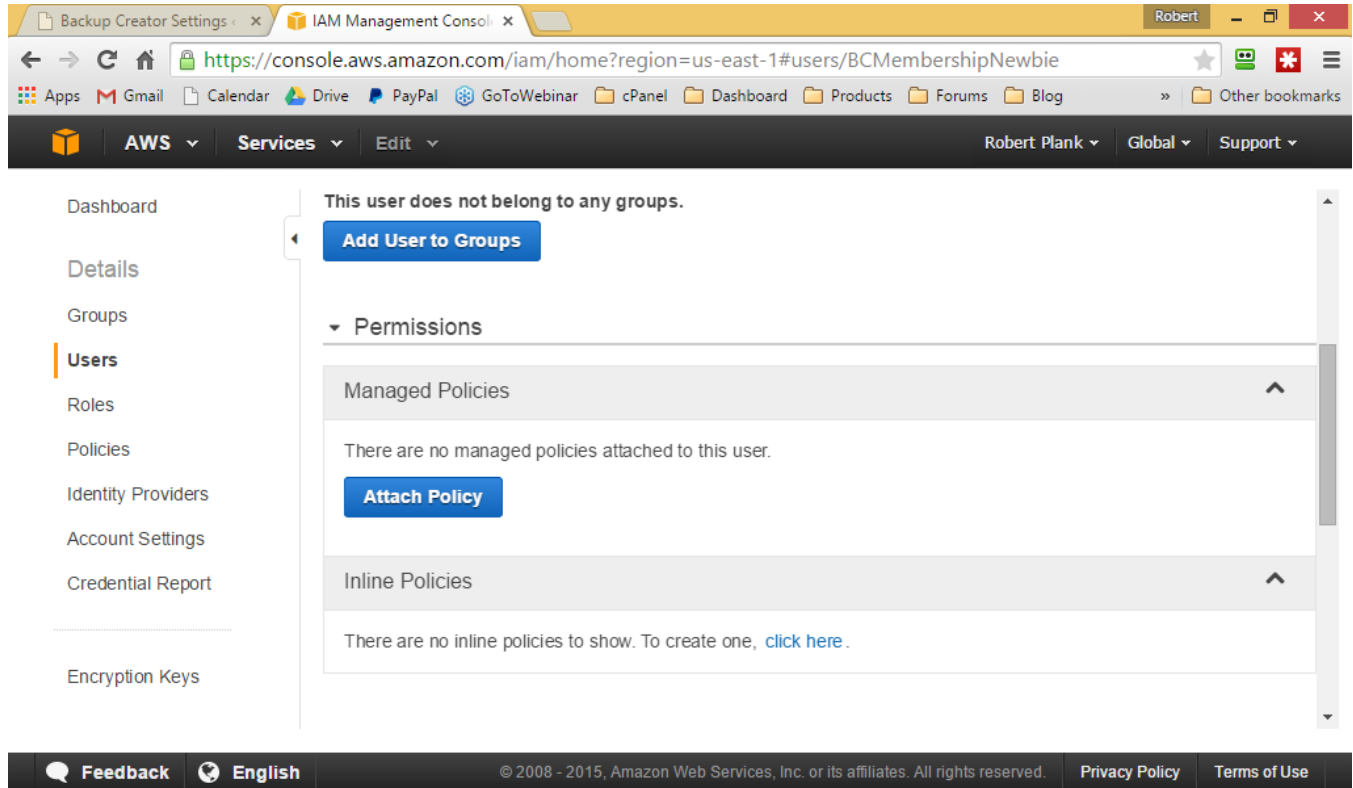 Backup Creator Settings
IAM Management Consol
Robert
https://console.aws.amazon.com/iam/home?region=us-east-1#users/BCMembershipNewbie
Apps Gmail Calendar Drive PayPal GoToWebinar cPanel Dashboard Products Forums Blog » Other bookmarks
AWS Services Edit Robert Plank Global Support
Dashboard
Details
Groups
Users
Roles
Policies
Identity Providers
Account Settings
Credential Report
Encryption Keys
This user does not belong to any groups.
Add User to Groups
Permissions
Managed Policies
There are no managed policies attached to this user.
Attach Policy
Inline Policies
There are no inline policies to show. To create one, click here.
Feedback English © 2008 - 2015, Amazon Web Services, Inc. or its affiliates. All rights reserved. Privacy Policy Terms of Use